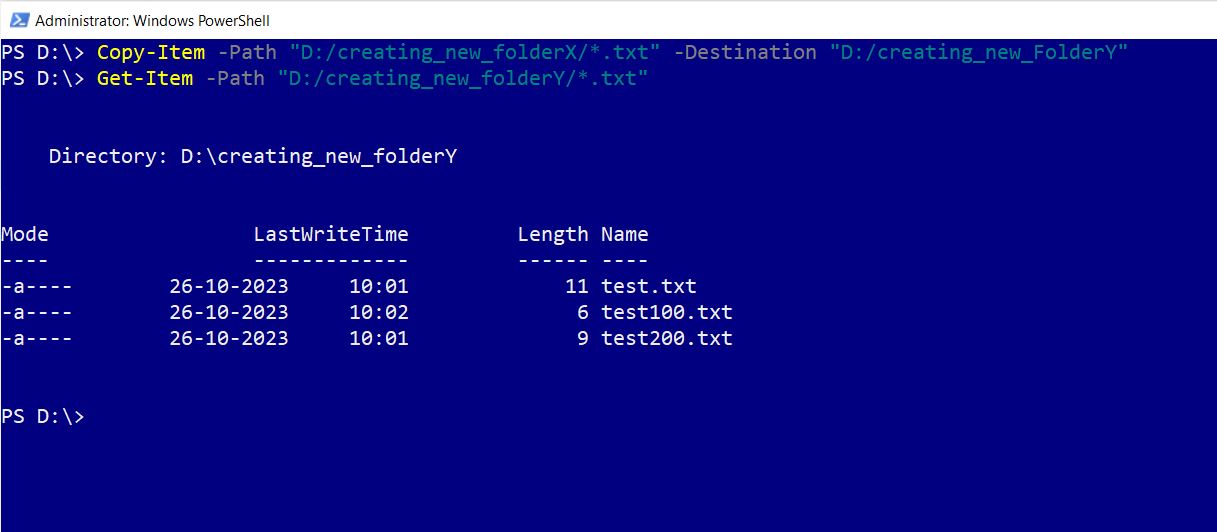 Administrator: Windows PowerShell
PS D:\> Copy-Item -Path "D:/creating_new_folderX/*.txt" -Destination "D:/creating_new_FolderY"
PS D:\> Get-Item -Path "D:/creating_new_folderY/*.txt"
Directory: D:\creating_new_folderY
Mode LastWriteTime Length Name
---- ------------- ------ ----
-a---- 26-10-2023 10:01 11 test.txt
-a---- 26-10-2023 10:02 6 test100.txt
-a---- 26-10-2023 10:01 9 test200.txt
PS D:\>